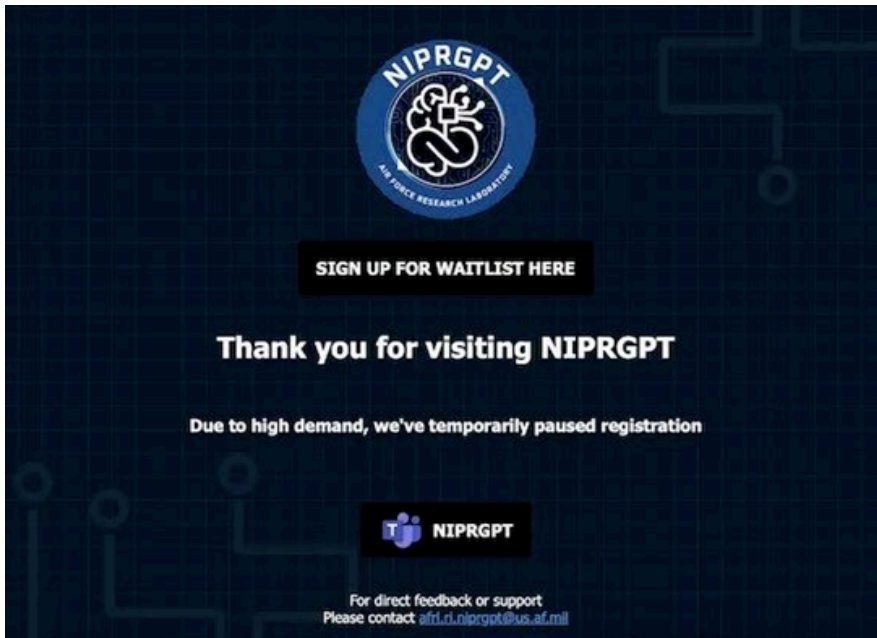 NIPRGPT
AIR FORCE RESEARCH LABORATORY
SIGN UP FOR WAITLIST HERE
Thank you for visiting NIPRGPT
Due to high demand, we've temporarily paused registration
T
NIPRGPT
For direct feedback or support
Please contact afrl.ri.niprgpt@us.af.mil